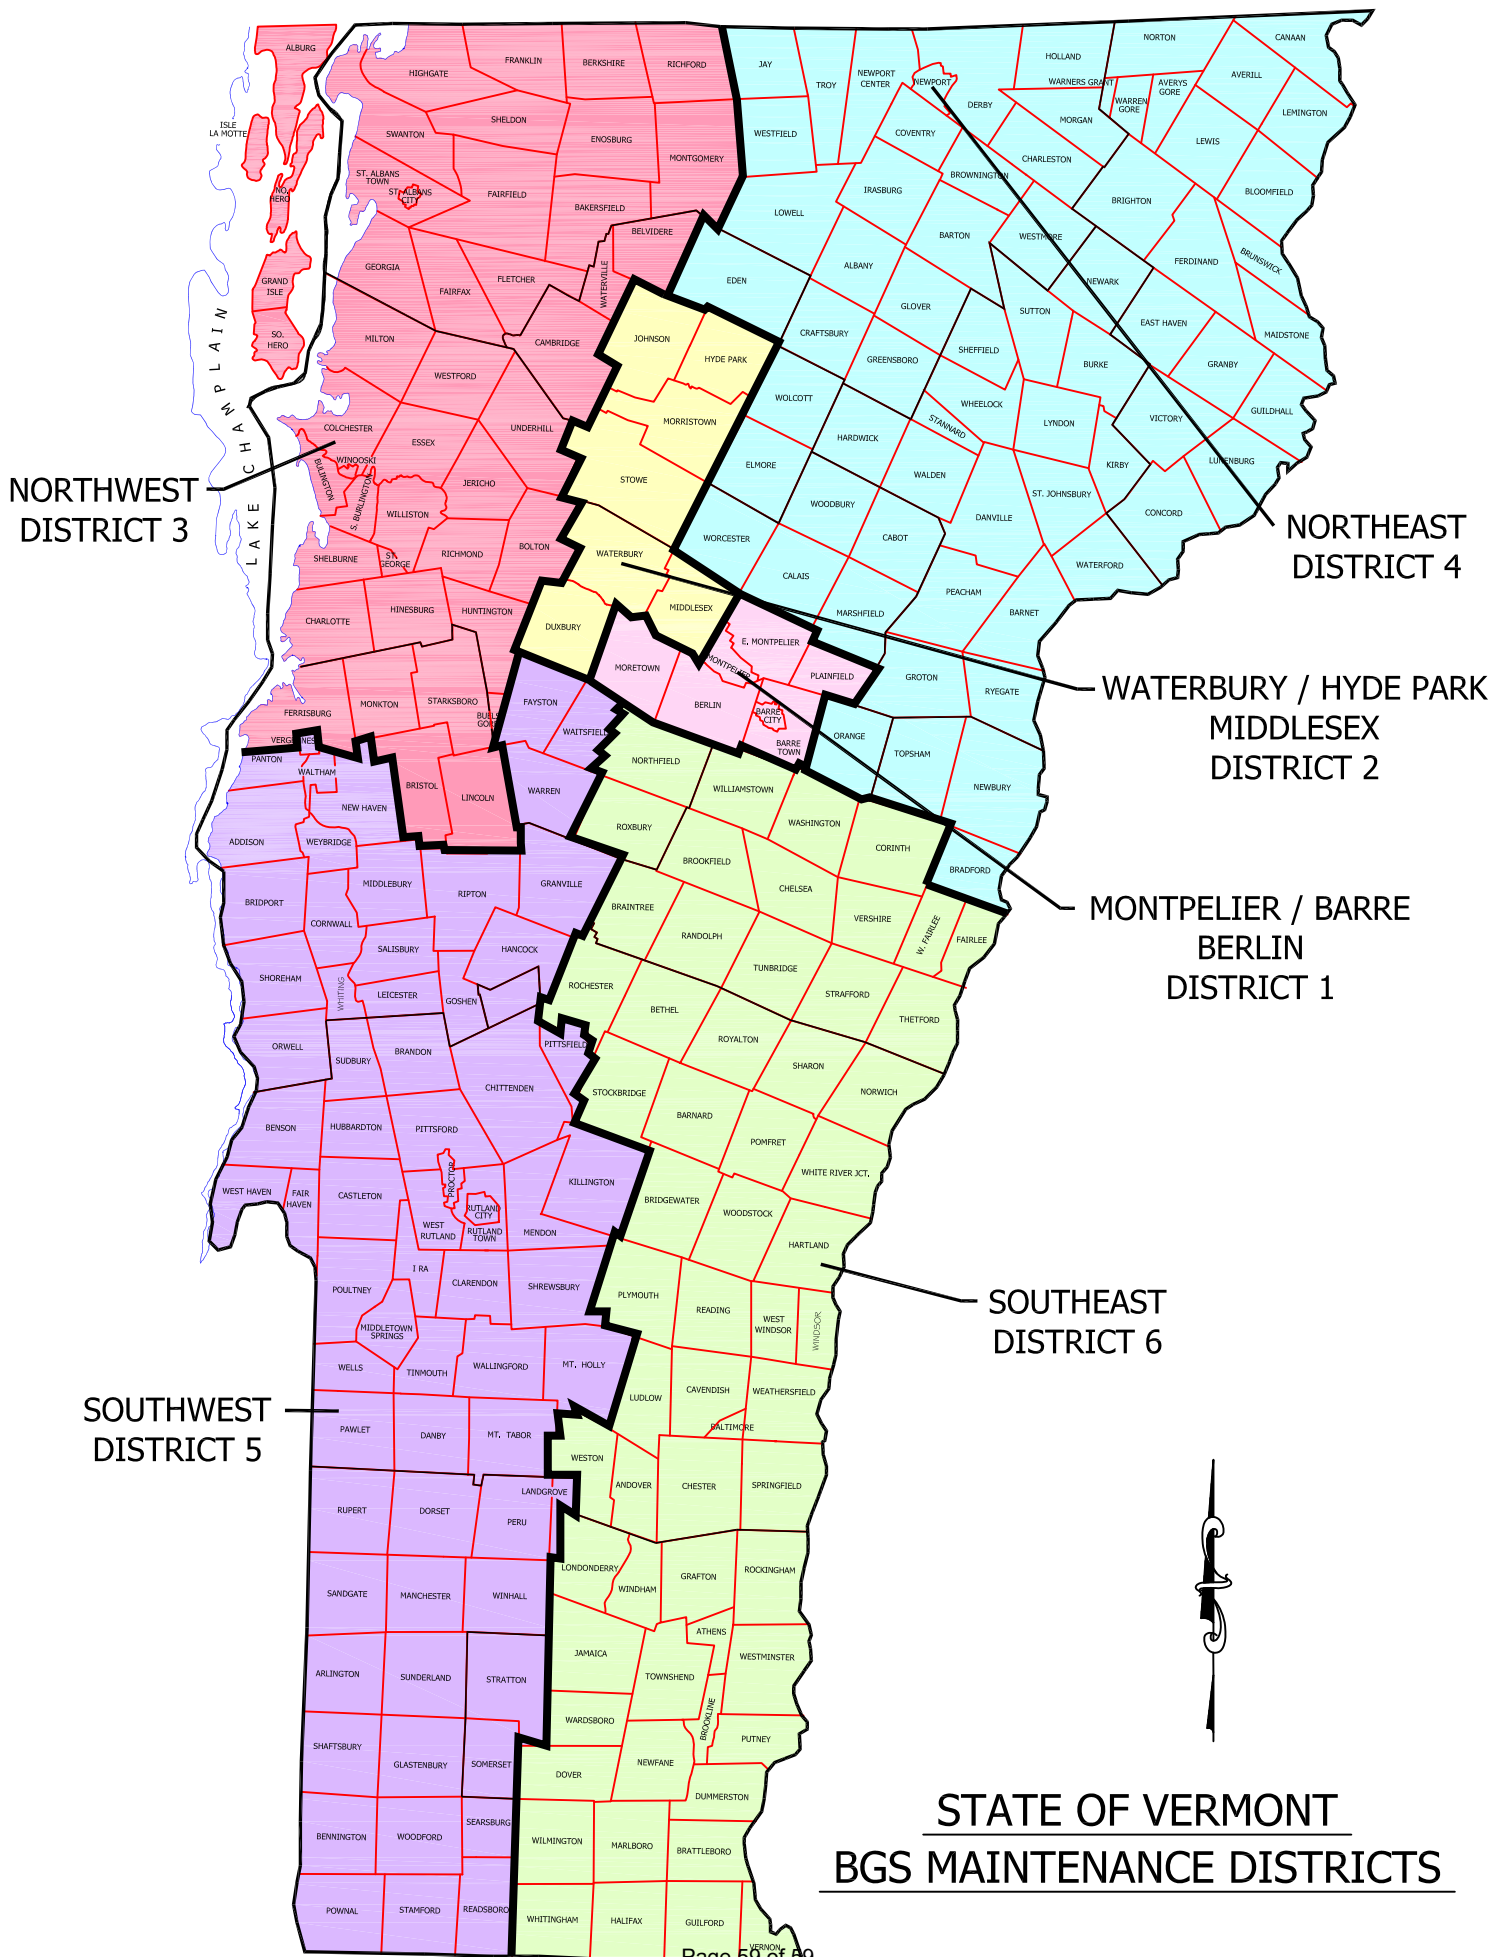 ALBURG
HIGHGATE
FRANKLIN
BERKSHIRE
RICHFORD
JAY
TROY
NEWPORT
CENTER
NEWPORT
DERBY
HOLLAND
NORTON
CANAAN
WARNERS GRANT
WARREN
GORE
AVERYS
GORE
AVERILL
LEMINGTON
MORGAN
ISLE
LA MOTTE
SWANTON
SHELDON
ENOSBURG
MONTGOMERY
WESTFIELD
COVENTRY
CHARLESTON
LEWIS
BLOOMFIELD
ST. ALBANS
TOWN
ST. ALBANS
CITY
NO.
HERO
FAIRFIELD
BAKERSFIELD
BELVIDERE
LOWELL
IRASBURG
BROWNINGTON
BRIGHTON
BARTON
WESTMORE
FERDINAND
BRUNSWICK
GRAND
ISLE
GEORGIA
FAIRFAX
FLETCHER
WATERVILLE
EDEN
ALBANY
GLOVER
SUTTON
NEWARK
EAST HAVEN
MAIDSTONE
SO.
HERO
MILTON
CAMBRIDGE
JOHNSON
HYDE PARK
CRAFTSBURY
GREENSBORO
SHEFFIELD
BURKE
GRANBY
GUILDHALL
WESTFORD
WOLCOTT
WHEELOCK
STANNARD
LYNDON
VICTORY
LAKE CHAMPLAIN
COLCHESTER
WINOOSKI
BULINGTON
S. BURLINGTON
ESSEX
UNDERHILL
MORRISTOWN
HARDWICK
ELMORE
WALDEN
KIRBY
LUNENBURG
NORTHWEST
DISTRICT 3
JERICHO
STOWE
WOODBURY
ST. JOHNSBURY
CONCORD
DANVILLE
NORTHEAST
DISTRICT 4
WILLISTON
SHELBURNE
ST.
GEORGE
RICHMOND
BOLTON
WATERBURY
WORCESTER
CABOT
CALAIS
WATERFORD
PEACHAM
BARNET
CHARLOTTE
HINESBURG
HUNTINGTON
DUXBURY
MIDDLESEX
MARSHFIELD
E. MONTPELIER
MONTPELIER
PLAINFIELD
MORETOWN
BERLIN
BARRE
CITY
BARRE
TOWN
GROTON
RYEGATE
WATERBURY / HYDE PARK
MIDDLESEX
DISTRICT 2
FERRISBURG
MONKTON
STARKSBORO
BUELS
GORE
FAYSTON
WAITSFIELD
ORANGE
TOPSHAM
NEWBURY
VERGENNES
PANTON
WALTHAM
NEW HAVEN
BRISTOL
LINCOLN
WARREN
NORTHFIELD
WILLIAMSTOWN
WASHINGTON
ADDISON
WEYBRIDGE
ROXBURY
BROOKFIELD
CORINTH
BRADFORD
MIDDLEBURY
RIPTON
GRANVILLE
CHELSEA
VERSHIRE
W. FAIRLEE
FAIRLEE
MONTPELIER / BARRE
BERLIN
DISTRICT 1
BRIDPORT
CORNWALL
BRAINTREE
RANDOLPH
SALISBURY
HANCOCK
TUNBRIDGE
STRAFFORD
SHOREHAM
WHITING
LEICESTER
GOSHEN
ROCHESTER
BETHEL
THETFORD
ORWELL
SUDBURY
BRANDON
PITTSFIELD
ROYALTON
SHARON
CHITTENDEN
STOCKBRIDGE
NORWICH
BENSON
HUBBARDTON
PITTSFORD
BARNARD
POMFRET
WHITE RIVER JCT.
WEST HAVEN
FAIR
HAVEN
CASTLETON
PROCTOR
RUTLAND
CITY
WEST
RUTLAND
RUTLAND
TOWN
MENDON
KILLINGTON
BRIDGEWATER
WOODSTOCK
HARTLAND
I RA
CLARENDON
SHREWSBURY
POULTNEY
PLYMOUTH
READING
WEST
WINDSOR
WINDSOR
SOUTHEAST
DISTRICT 6
MIDDLETOWN
SPRINGS
WELLS
TINMOUTH
WALLINGFORD
MT. HOLLY
LUDLOW
CAVENDISH
WEATHERSFIELD
BALTIMORE
SOUTHWEST
DISTRICT 5
PAWLET
DANBY
MT. TABOR
WESTON
ANDOVER
CHESTER
SPRINGFIELD
LANDGROVE
RUPERT
DORSET
PERU
LONDONDERRY
WINDHAM
GRAFTON
ROCKINGHAM
SANDGATE
MANCHESTER
WINHALL
ATHENS
JAMAICA
TOWNSHEND
WESTMINSTER
ARLINGTON
SUNDERLAND
STRATTON
WARDSBORO
BROOKLINE
PUTNEY
SHAFTSBURY
GLASTENBURY
SOMERSET
DOVER
NEWFANE
DUMMERSTON
BENNINGTON
WOODFORD
SEARSBURG
WILMINGTON
MARLBORO
BRATTLEBORO
STATE OF VERMONT
BGS MAINTENANCE DISTRICTS
POWNAL
STAMFORD
READSBORO
WHITINGHAM
HALIFAX
GUILFORD
VERNON
Page 59 of 59